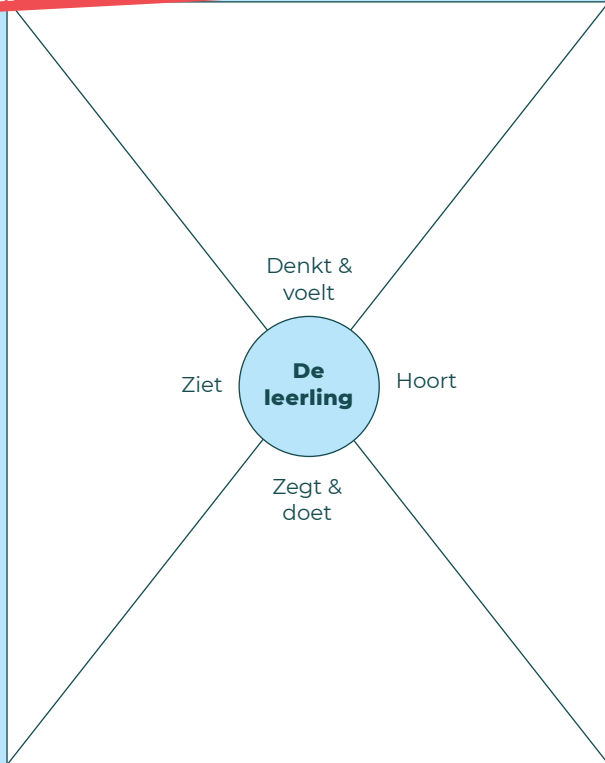 Denkt &
voelt
Ziet
De
leerling
Hoort
Zegt &
doet